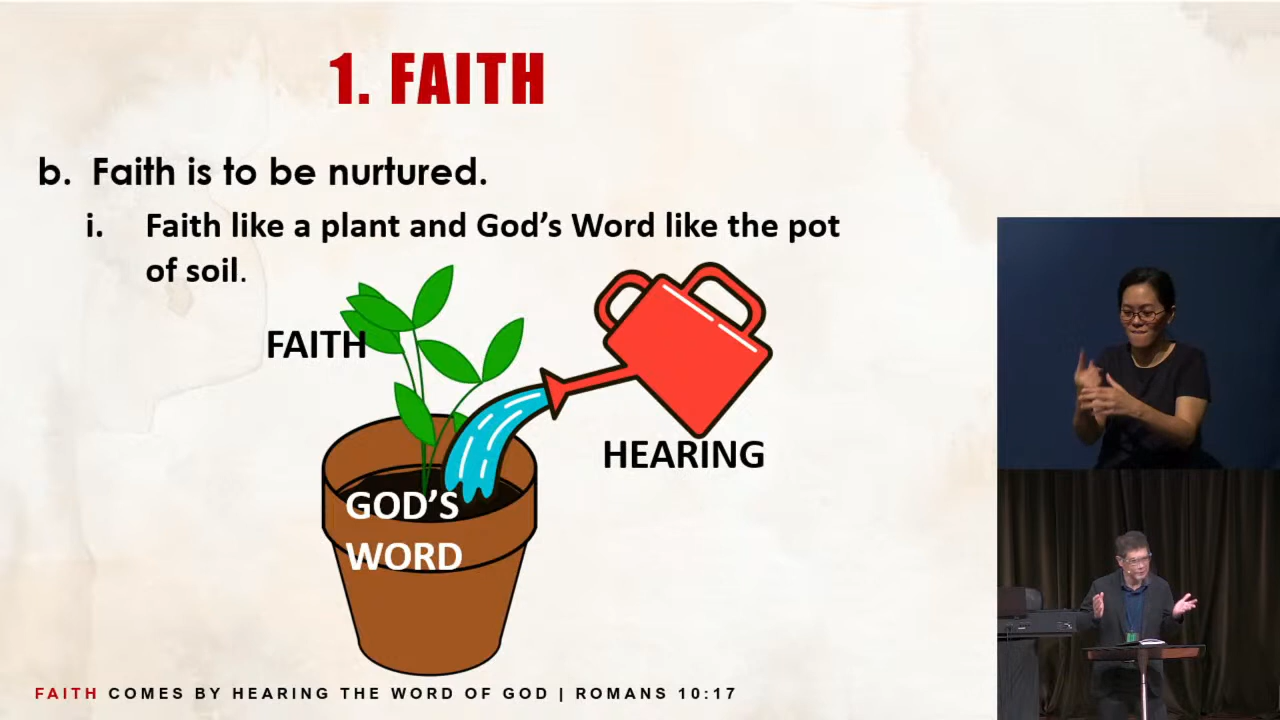 1. FAITH
b. Faith is to be nurtured.
i. Faith like a plant and God’s Word like the pot
of soil.
FAITH
HEARING
GOD’S
WORD
FAITH COMES BY HEARING THE WORD OF GOD | ROMANS 10:17